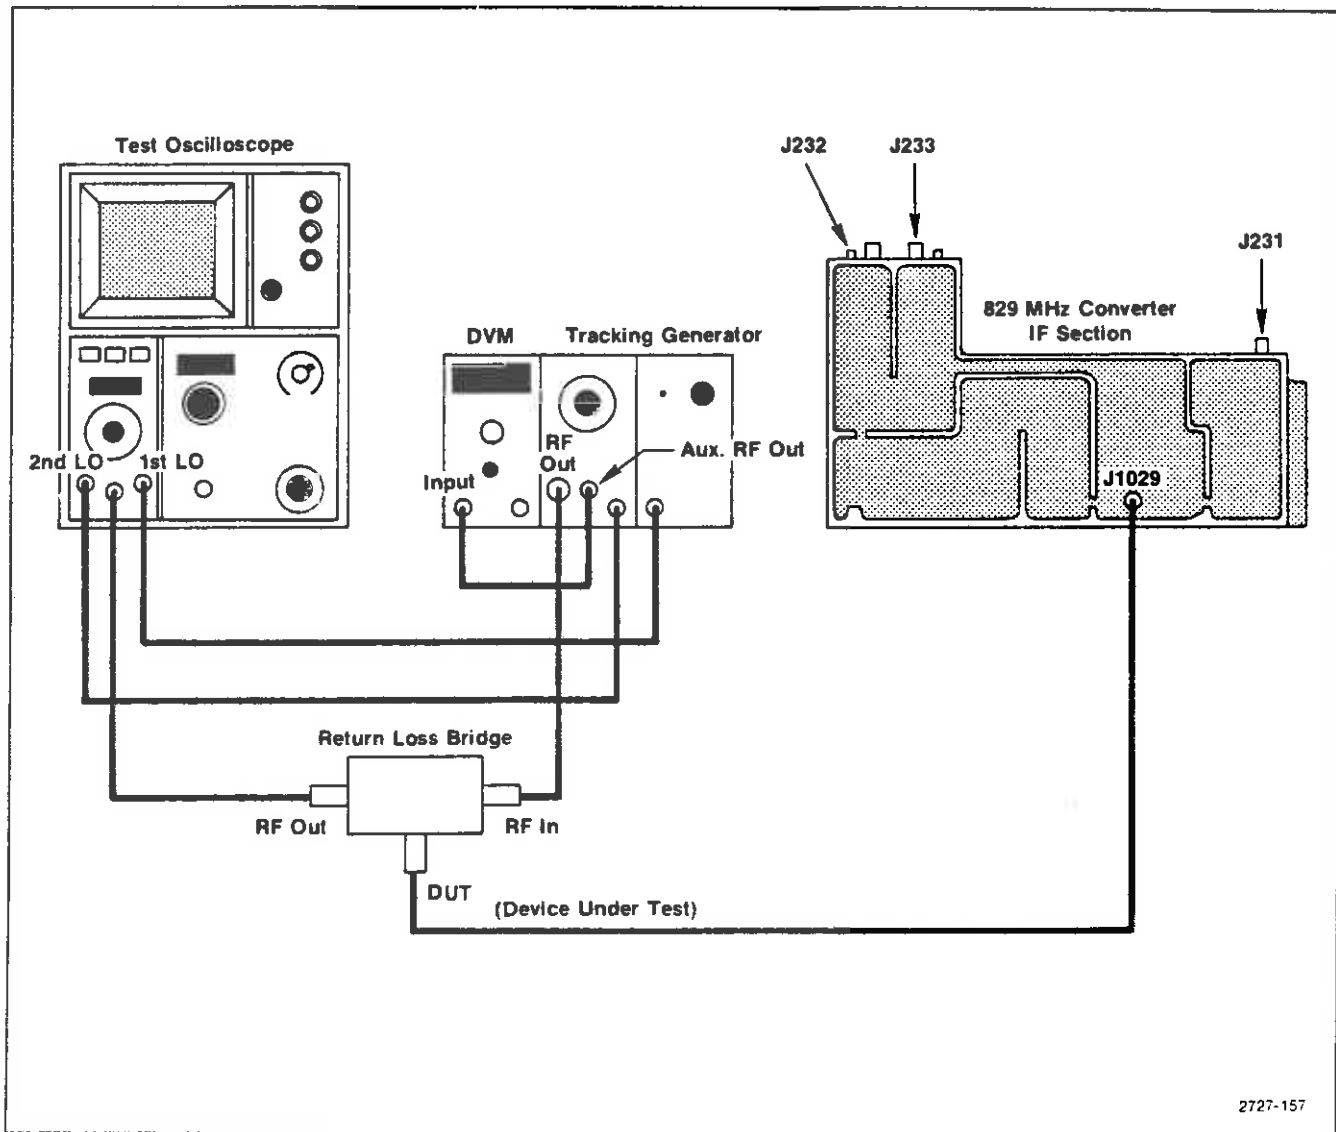 Test Oscilloscope
J232
J233
J231
829 MHz Converter
IF Section
DVM
Tracking Generator
2nd LO
1st LO
Input
RF
Out
Aux. RF Out
J1029
Return Loss Bridge
RF Out
RF In
DUT
(Device Under Test)
2727-157